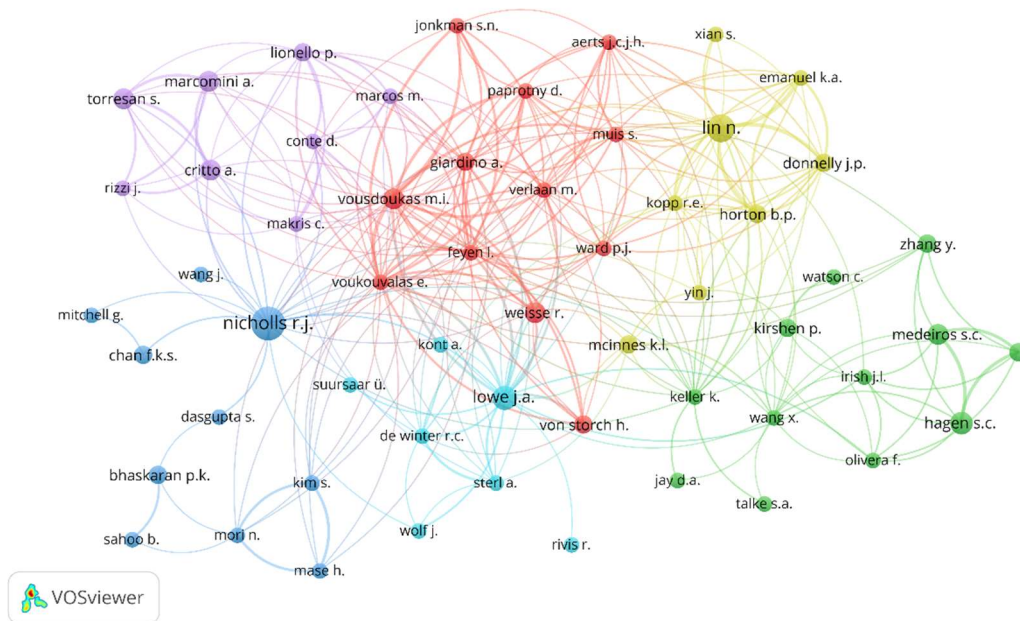 jonkman s.n.
xian s.
aerts j.c.j.h.
lionello p.
emanuel k.a.
marcomini a.
paprotny d.
torresan s.
marcos m.
lin n.
muis s.
conte d.
giardino a.
donnelly j.p.
critto a.
rizzi j.
verlaan m.
vousdoukas m.i.
kopp r.e.
horton b.p.
makris c.
zhang y.
ward p.j.
feyen l.
wang j.
watson c.
voukouvalas e.
yin j.
mitchell g.
weisse r.
nicholls r.j.
kirshen p.
medeiros s.c.
kont a.
mcinnes k.l.
chan f.k.s.
irish j.l.
suursaar ü.
lowe j.a.
keller k.
dasgupta s.
wang x.
hagen s.c.
von storch h.
de winter r.c.
olivera f.
bhaskaran p.k.
jay d.a.
kim s.
sterl a.
talke s.a.
wolf j.
mori n.
sahoo b.
rivis r.
mase h.
VOSviewer